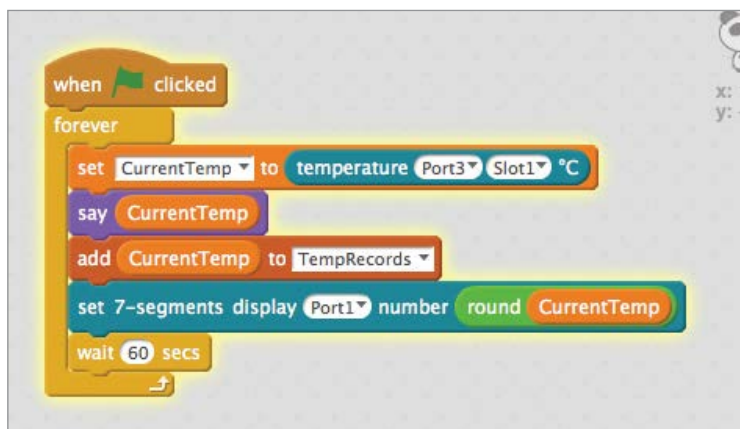 when clicked
forever
set CurrentTemp to temperature Port3 Slot1 °C
say CurrentTemp
add CurrentTemp to TempRecords
set 7-segments display Port1 number round CurrentTemp
wait 60 secs
x:
y: